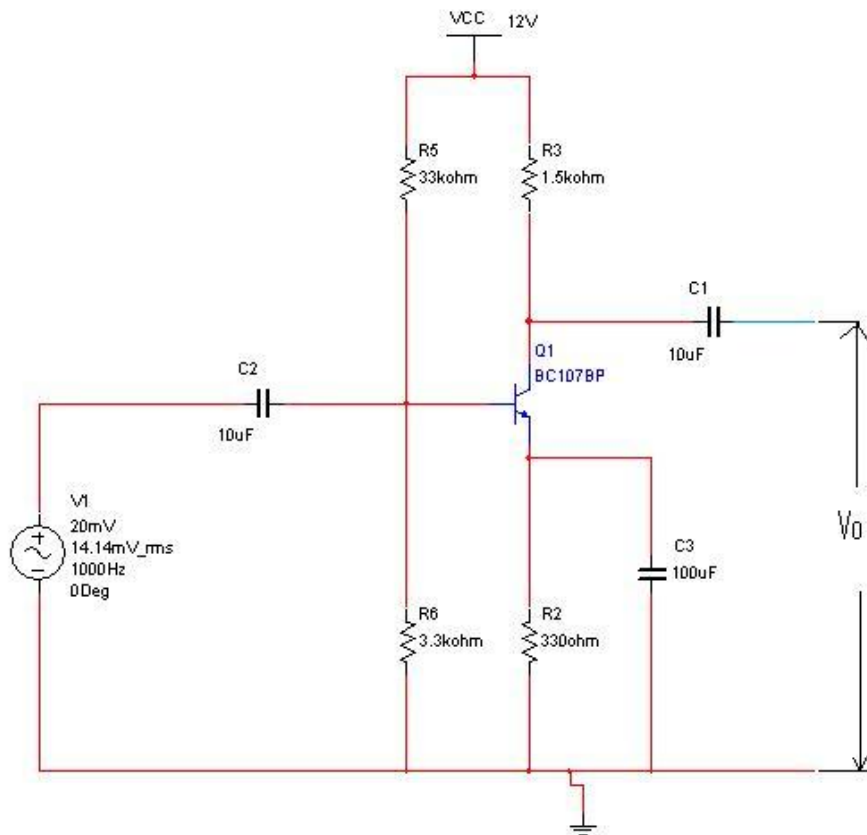 VCC 12V
R5
33kohm
R3
1.5kohm
C1
10uF
Q1
BC107BP
C2
10uF
V1
20mV
14.14mV_rms
1000Hz
0Deg
+
−
V0
C3
100uF
R6
3.3kohm
R2
330ohm